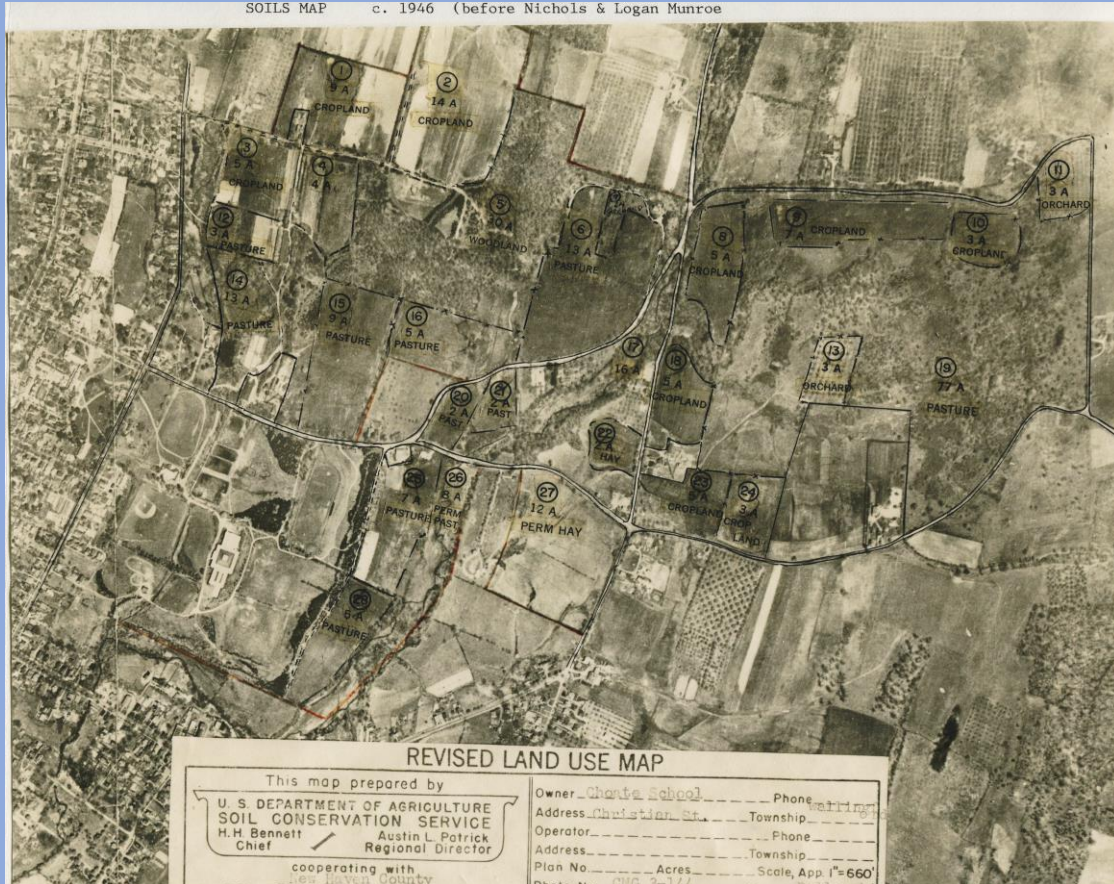 SOILS MAP c. 1946 (before Nichols & Logan Munroe
1
9 A
CROPLAND
2
14 A
CROPLAND
3
5 A
CROPLAND
4
4 A
5
WOODLAND
6
13 A
PASTURE
8
5 A
CROPLAND
9
7 A
CROPLAND
10
3 A
CROPLAND
11
3 A
ORCHARD
12
3 A
PASTURE
14
13 A
PASTURE
15
9 A
PASTURE
16
5 A
PASTURE
17
16 A
18
5 A
CROPLAND
13
3 A
ORCHARD
19
77 A
PASTURE
20
2 A
PAST
21
2 A
PAST
22
2 A
HAY
23
CROPLAND
24
3 A
CROP
LAND
7 A
PASTURE
26
8 A
PERM
PAST
27
12 A
PERM HAY
PASTURE
REVISED LAND USE MAP
This map prepared by
U. S. DEPARTMENT OF AGRICULTURE
SOIL CONSERVATION SERVICE
H. H. Bennett Austin L. Patrick
Chief Regional Director
cooperating with
New Haven County
Owner Choate School Phone
Address Christian St. Township
Operator Phone
Address Township
Plan No. Acres Scale, App. 1"=660'